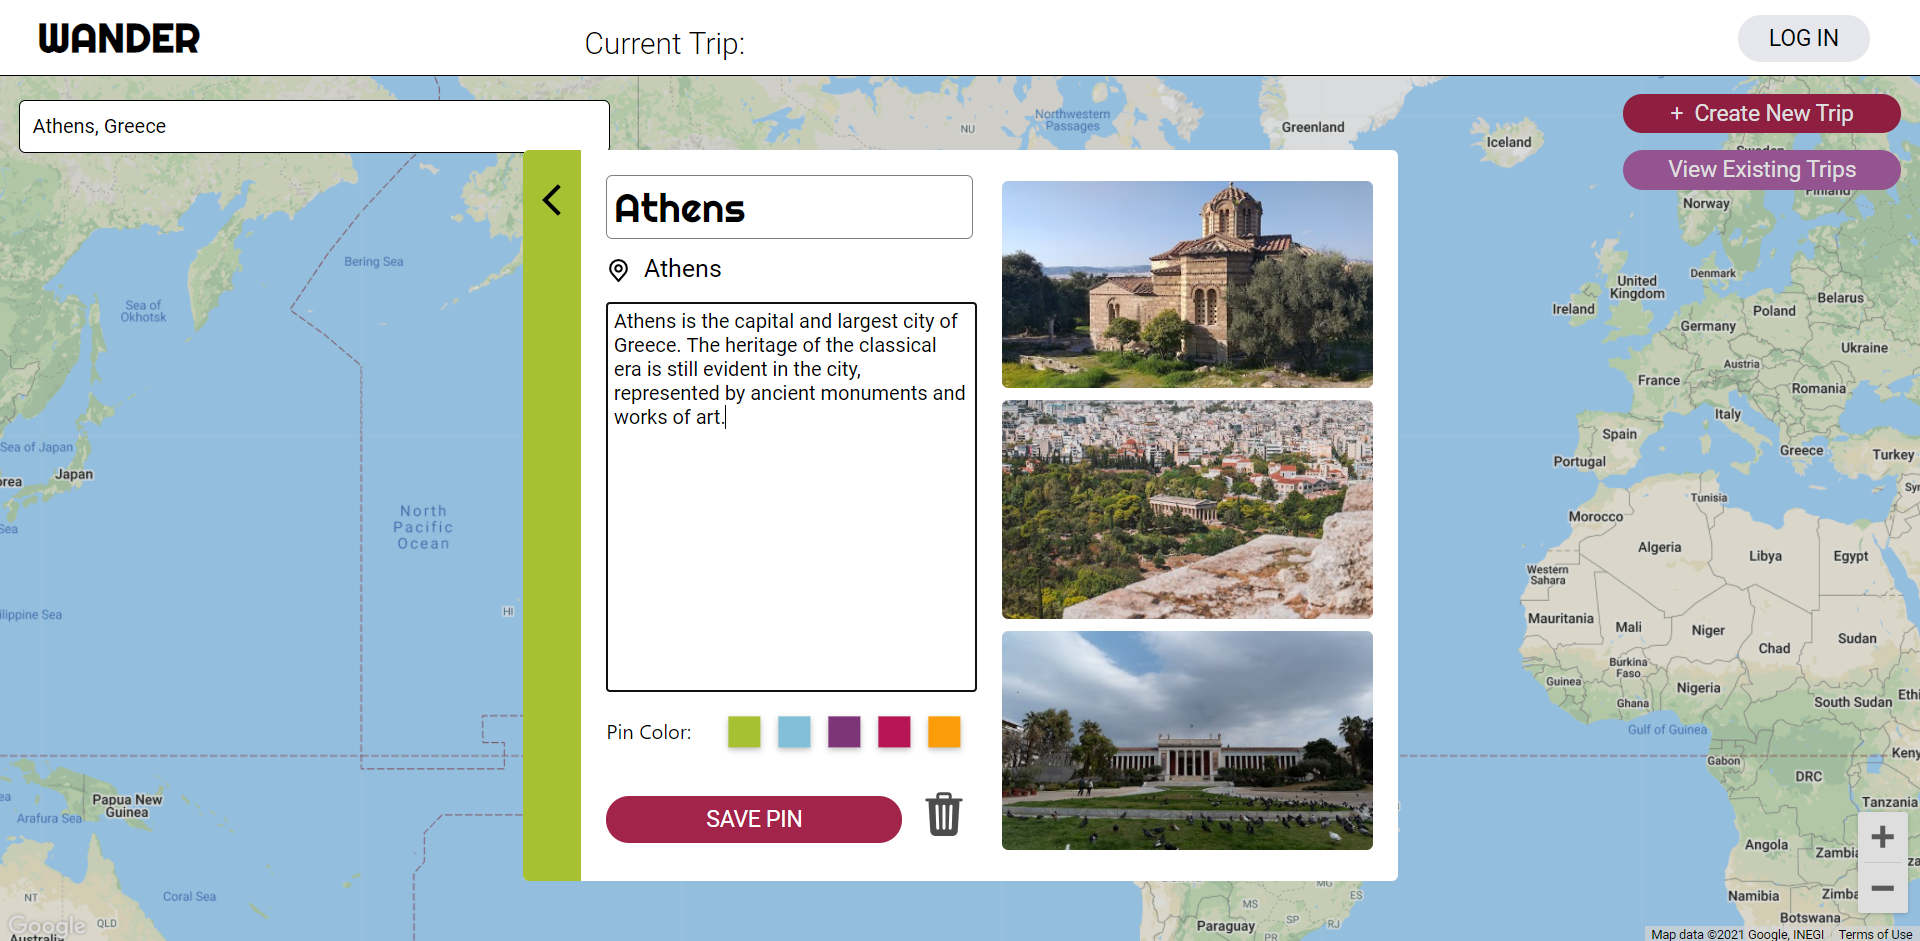 WANDER
Current Trip:
LOG IN
Athens, Greece
+ Create New Trip
View Existing Trips
Athens
Athens
Athens is the capital and largest city of
Greece. The heritage of the classical
era is still evident in the city,
represented by ancient monuments and
works of art.
Pin Color:
SAVE PIN
NU
Northwestern
Passages
Greenland
Iceland
Sweden
Finland
Norway
Bering Sea
Sea of
Okhotsk
United
Kingdom
Denmark
Ireland
Belarus
Poland
Germany
Ukraine
Austria
France
Romania
Italy
Spain
Greece
Portugal
Turkey
Sea of Japan
Japan
rea
Sea
North
Pacific
Ocean
HI
ilippine Sea
Tunisia
Syr
Morocco
Algeria
Libya
Egypt
Western
Sahara
Mauritania
Mali
Niger
Chad
Sudan
Burkina
Faso
Guinea
Nigeria
Ghana
South Sudan
Ethi
Gulf of Guinea
Gabon
Keny
DRC
Tanzania
Papua New
Guinea
ea
Arafura Sea
Angola
Zambi
za
Namibia
Zimba
Botswana
Coral Sea
NT
QLD
Google
Australi
MG
ES
MS
SP
RJ
PR
Paraguay
+
−
Map data ©2021 Google, INEGI
Terms of Use